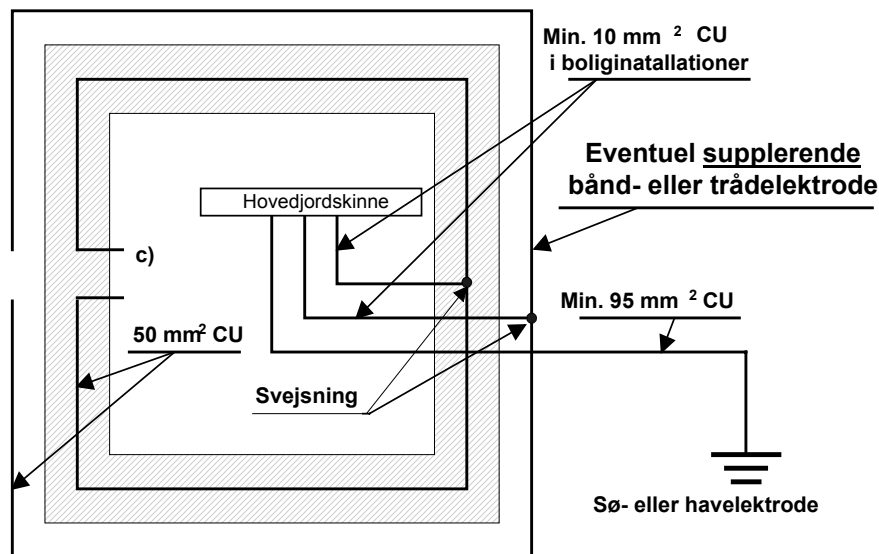 Min. 10 mm ² CU
i boliginatallationer
Eventuel supplerende
bånd- eller trådelektrode
Hovedjordskinne
c)
Min. 95 mm ² CU
50 mm² CU
Svejsning
Sø- eller havelektrode